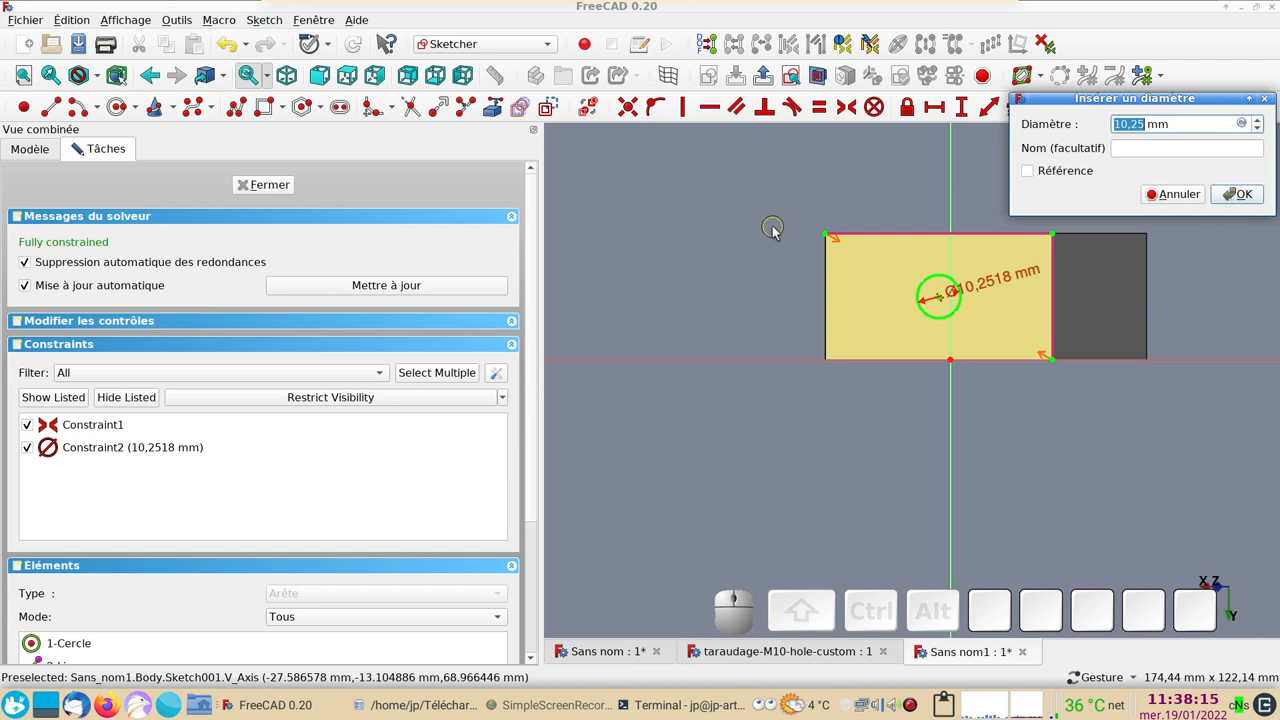 FreeCAD 0.20
Fichier Édition Affichage Outils Macro Sketch Fenêtre Aide
Sketcher
Insérer un diamètre
Vue combinée
Diamètre : 10,25 mm
Modèle Tâches
Nom (facultatif)
Référence
Fermer
Annuler OK
Messages du solveur
Fully constrained
Suppression automatique des redondances
Mise à jour automatique Mettre à jour
Ø10,2518 mm
Modifier les contrôles
Constraints
Filter: All Select Multiple
Show Listed Hide Listed Restrict Visibility
Constraint1
Constraint2 (10,2518 mm)
Eléments
Type : Arête
Mode: Tous
1-Cercle
X Z
Y
Ctrl Alt
Sans nom : 1* taraudage-M10-hole-custom : 1 Sans nom1 : 1*
Preselected: Sans_nom1.Body.Sketch001.V_Axis (-27.586578 mm, -13.104886 mm, 68.966446 mm) Gesture 174,44 mm x 122,14 mm
FreeCAD 0.20 /home/jp/Téléchar... SimpleScreenRecor... Terminal - jp@jp-art... 4 °C 36 °C net 11:38:15
mer.19/01/2022